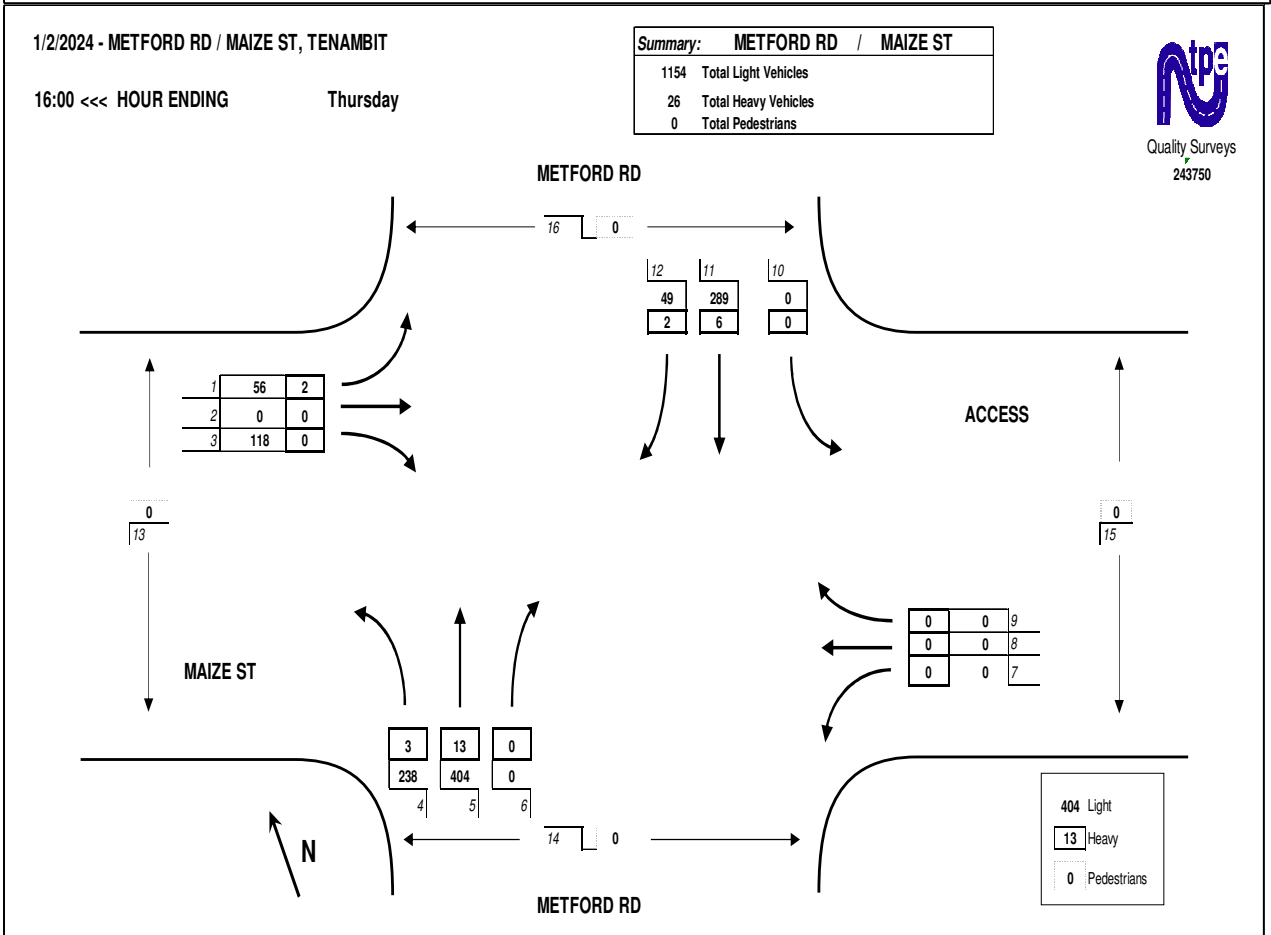 1/2/2024 - METFORD RD / MAIZE ST, TENAMBIT
16:00 <<< HOUR ENDING Thursday
Summary: METFORD RD / MAIZE ST
1154 Total Light Vehicles
26 Total Heavy Vehicles
0 Total Pedestrians
tpe
Quality Surveys
243750
METFORD RD
16 0
12 11 10
49 289 0
2 6 0
1 56 2
2 0 0
3 118 0
ACCESS
0
13
0
15
0 0 9
0 0 8
0 0 7
MAIZE ST
3 13 0
238 404 0
4 5 6
14 0
N
METFORD RD
404 Light
13 Heavy
0 Pedestrians